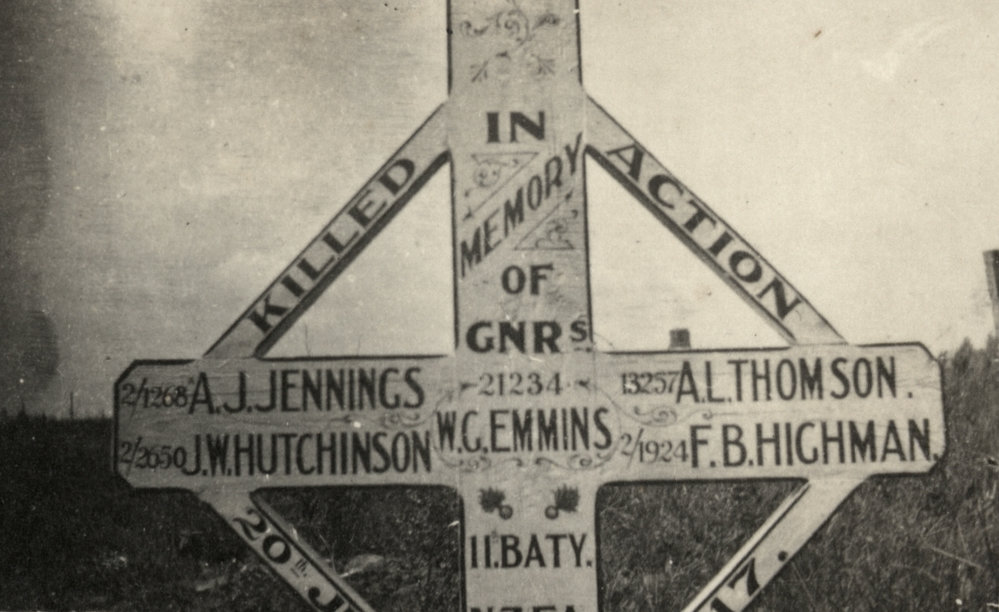 IN
MEMORY
OF
GNRS
KILLED
ACTION
2/1268 A.J.JENNINGS
2/2650 J.W.HUTCHINSON
21234
W.G.EMMINS
13257 A.L.THOMSON.
2/1924 F.B.HIGHMAN.
11.BATY.
20th.
17.